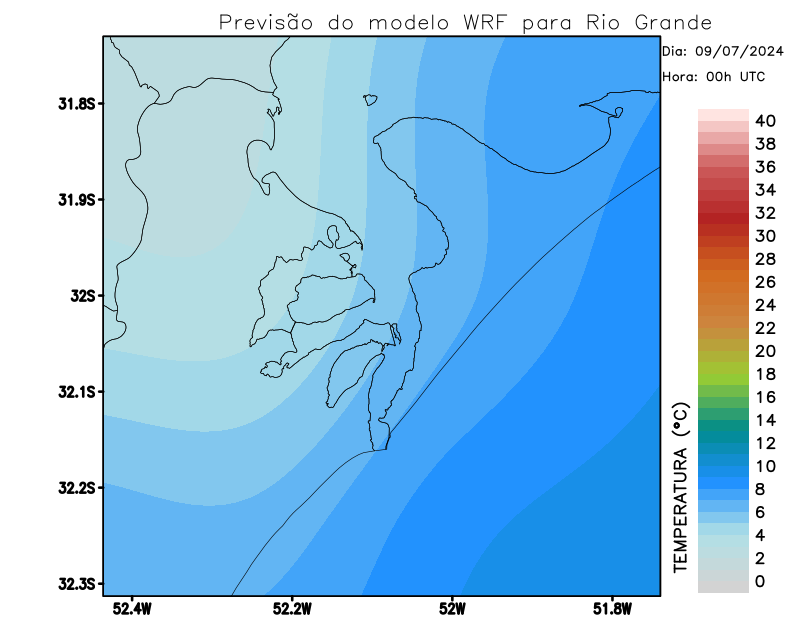 Previsão do modelo WRF para Rio Grande
Dia: 09/07/2024
Hora: 00h UTC
31.8S
31.9S
32S
32.1S
32.2S
32.3S
52.4W
52.2W
52W
51.8W
TEMPERATURA (°C)
40
38
36
34
32
30
28
26
24
22
20
18
16
14
12
10
8
6
4
2
0